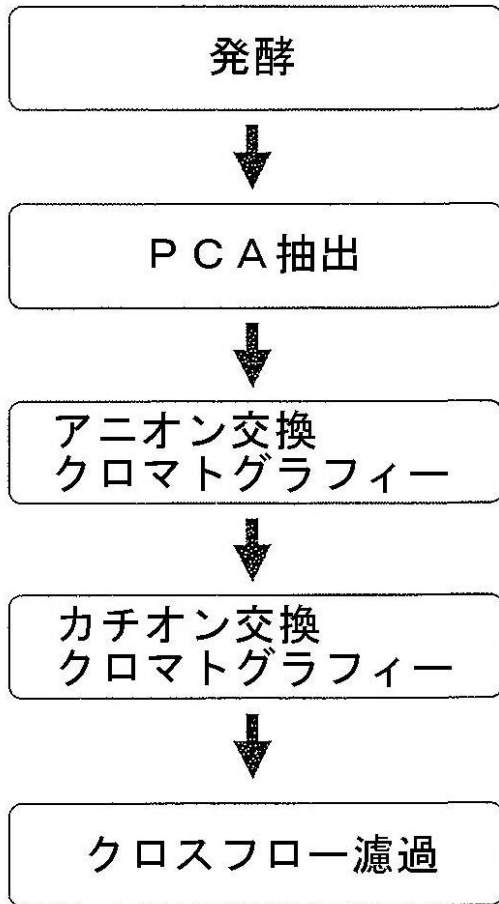 発酵
ＰＣＡ抽出
アニオン交換
クロマトグラフィー
カチオン交換
クロマトグラフィー
クロスフロー濾過